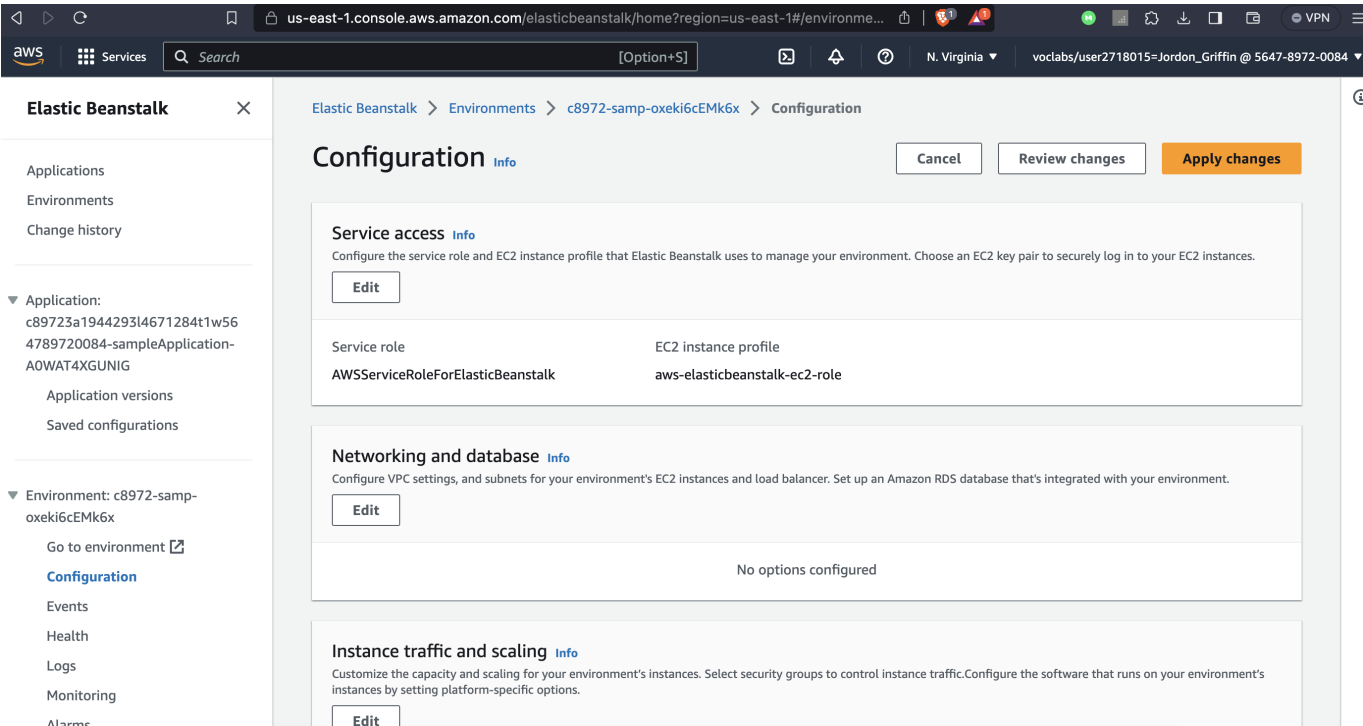 us-east-1.console.aws.amazon.com/elasticbeanstalk/home?region=us-east-1#/environme...
1
1
VPN
aws
Services
Search
[Option+S]
N. Virginia
voclabs/user2718015=Jordon_Griffin @ 5647-8972-0084
Elastic Beanstalk
Applications
Environments
Change history
Application:
c89723a1944293l4671284t1w56
4789720084-sampleApplication-
A0WAT4XGUNIG
Application versions
Saved configurations
Environment: c8972-samp-
oxeki6cEMk6x
Go to environment
Configuration
Events
Health
Logs
Monitoring
Alarms
Elastic Beanstalk > Environments > c8972-samp-oxeki6cEMk6x > Configuration
Configuration Info
Cancel
Review changes
Apply changes
Service access Info
Configure the service role and EC2 instance profile that Elastic Beanstalk uses to manage your environment. Choose an EC2 key pair to securely log in to your EC2 instances.
Edit
Service role
EC2 instance profile
AWSServiceRoleForElasticBeanstalk
aws-elasticbeanstalk-ec2-role
Networking and database Info
Configure VPC settings, and subnets for your environment's EC2 instances and load balancer. Set up an Amazon RDS database that's integrated with your environment.
Edit
No options configured
Instance traffic and scaling Info
Customize the capacity and scaling for your environment's instances. Select security groups to control instance traffic.Configure the software that runs on your environment's
instances by setting platform-specific options.
Edit